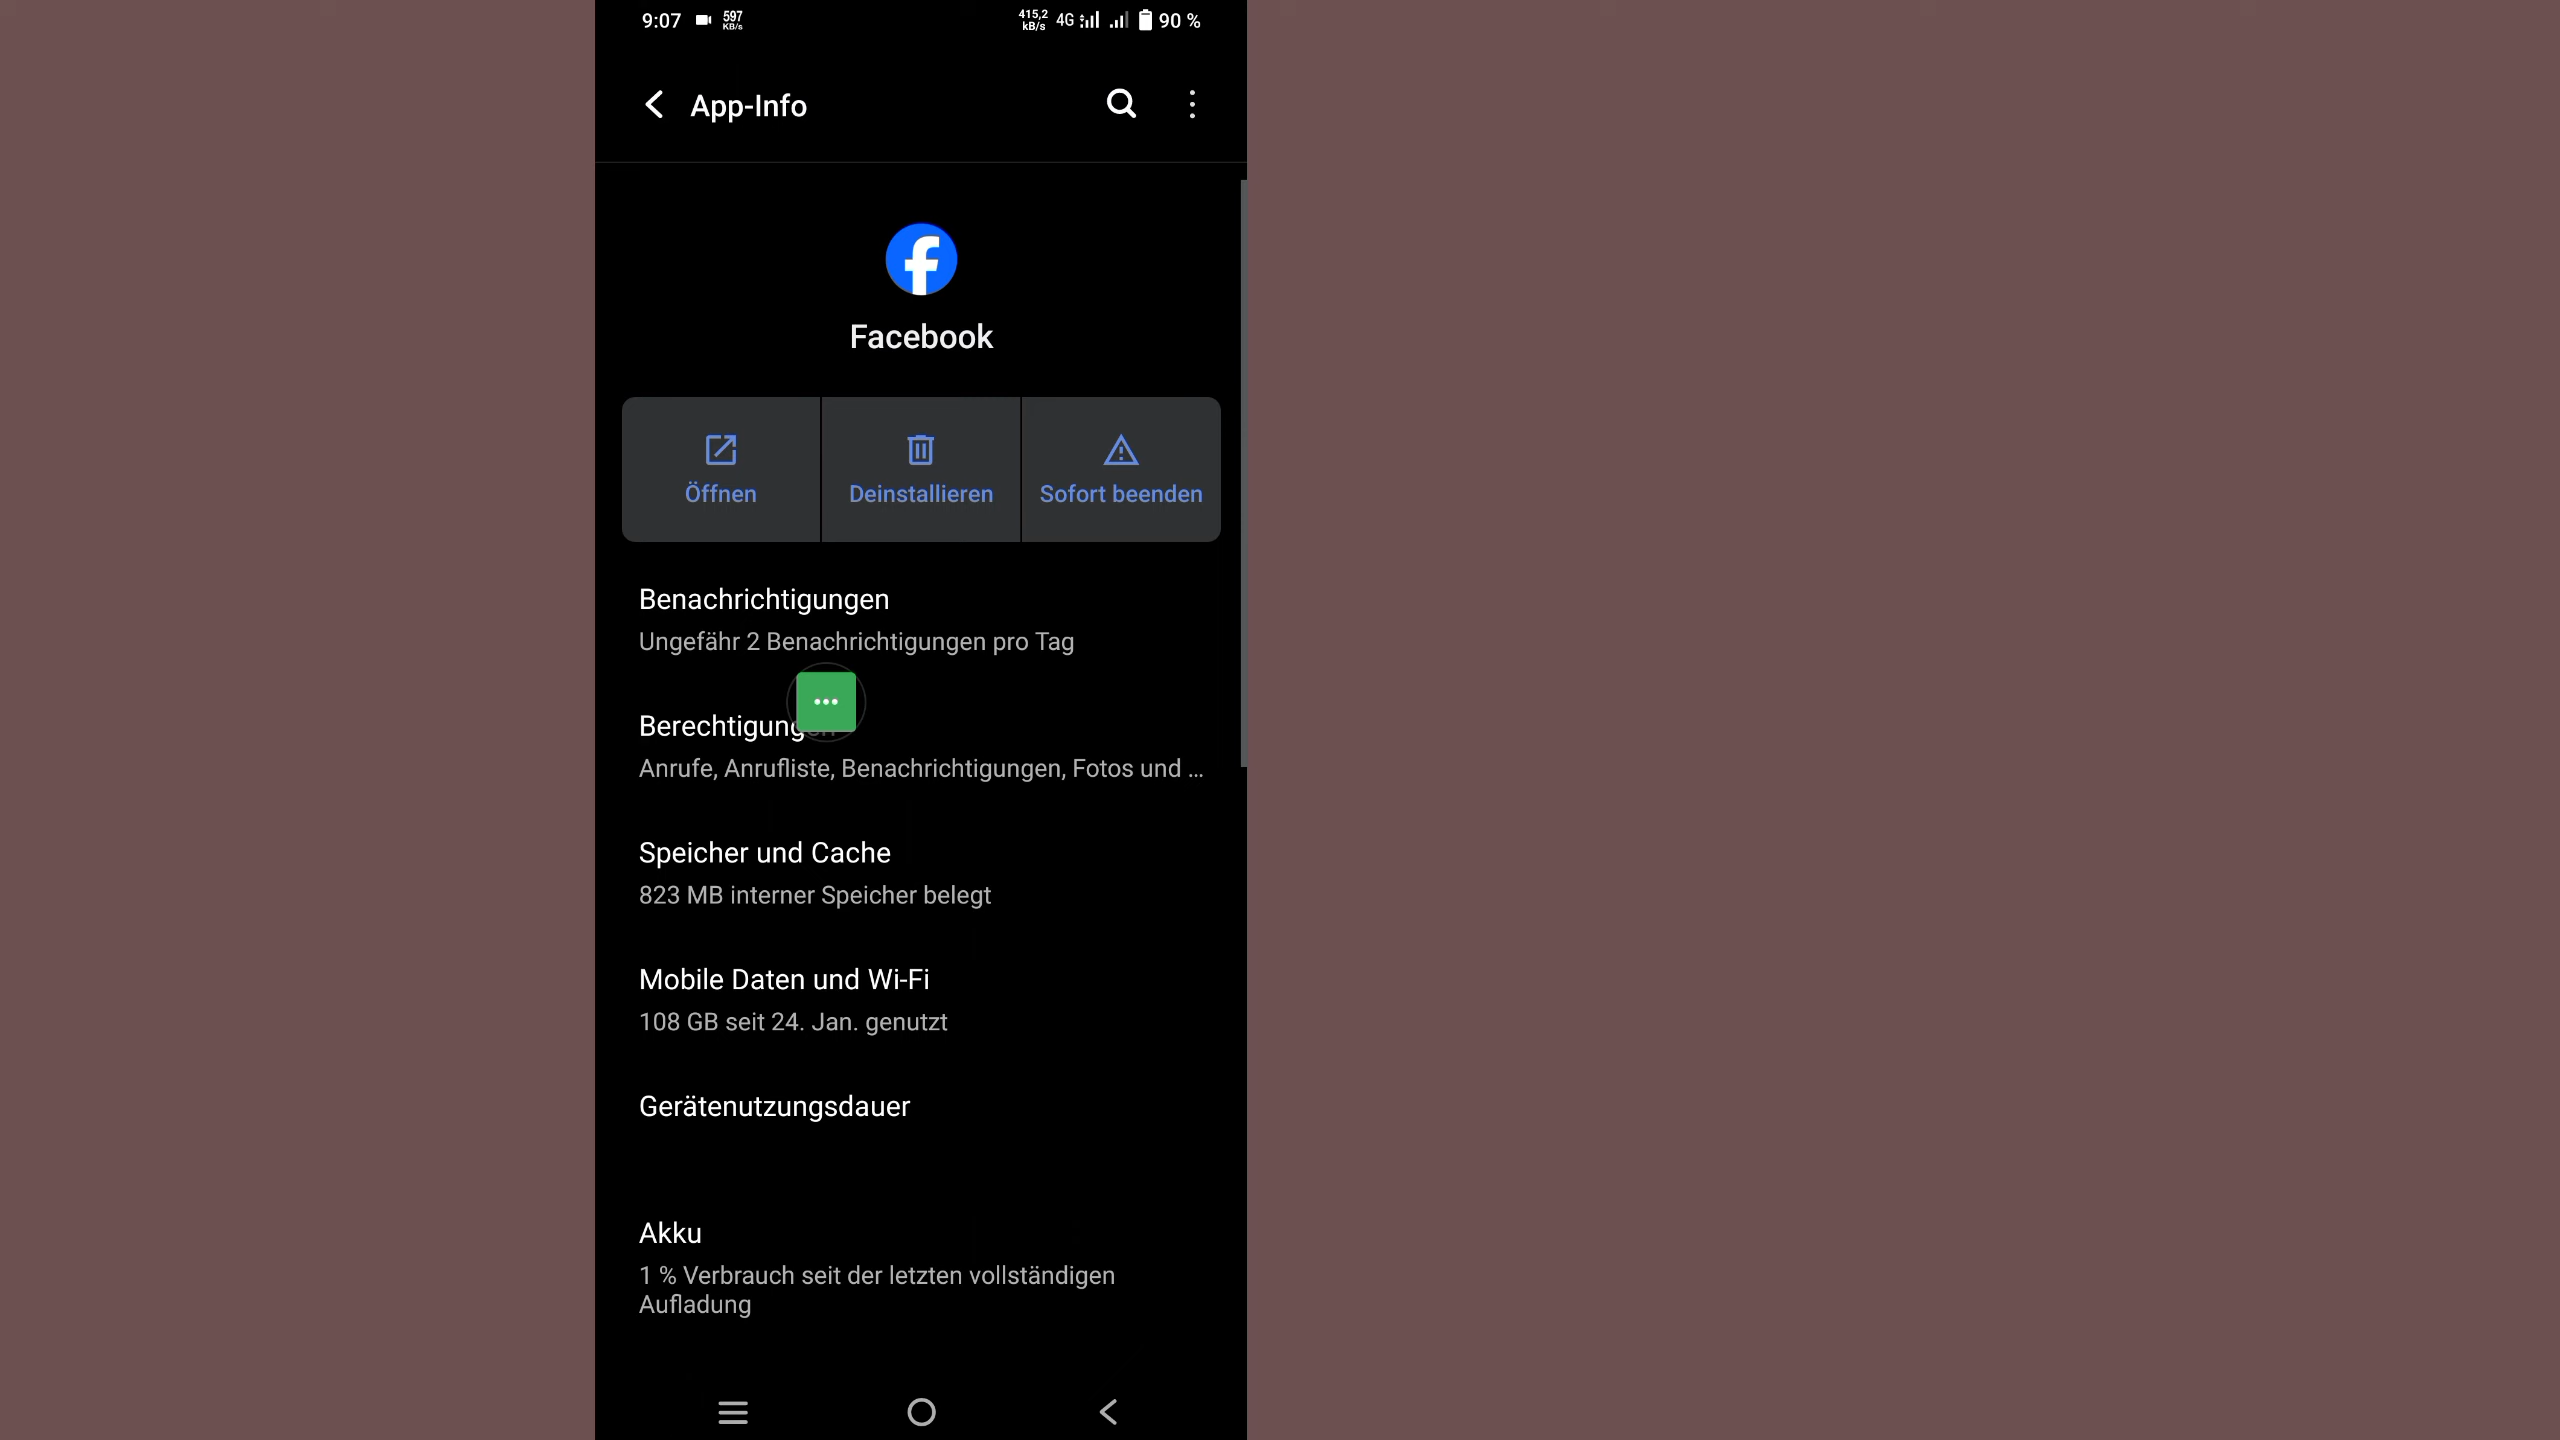 9:07 597 KB/s 415,2 kB/s 4G 90 %
App-Info
Facebook
Öffnen Deinstallieren Sofort beenden
Benachrichtigungen
Ungefähr 2 Benachrichtigungen pro Tag
Berechtigungen
Anrufe, Anrufliste, Benachrichtigungen, Fotos und …
Speicher und Cache
823 MB interner Speicher belegt
Mobile Daten und Wi-Fi
108 GB seit 24. Jan. genutzt
Gerätenutzungsdauer
Akku
1 % Verbrauch seit der letzten vollständigen
Aufladung